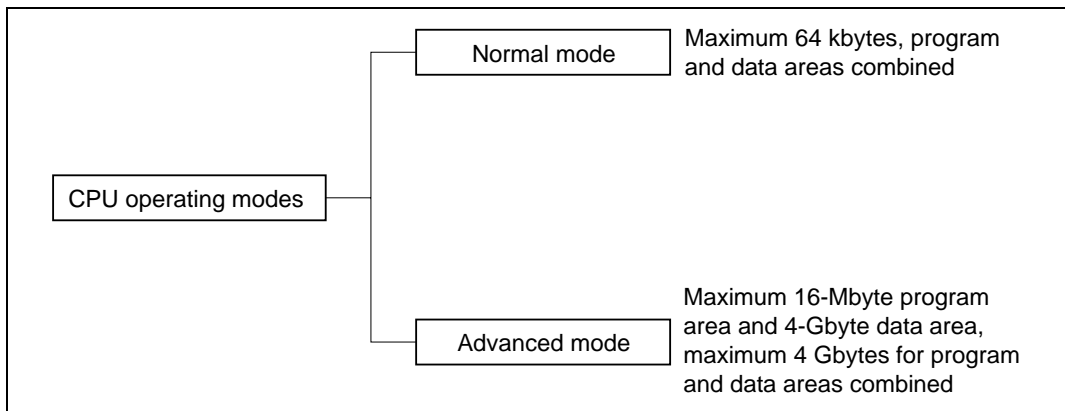 Normal mode
Maximum 64 kbytes, program
and data areas combined
CPU operating modes
Advanced mode
Maximum 16-Mbyte program
area and 4-Gbyte data area,
maximum 4 Gbytes for program
and data areas combined